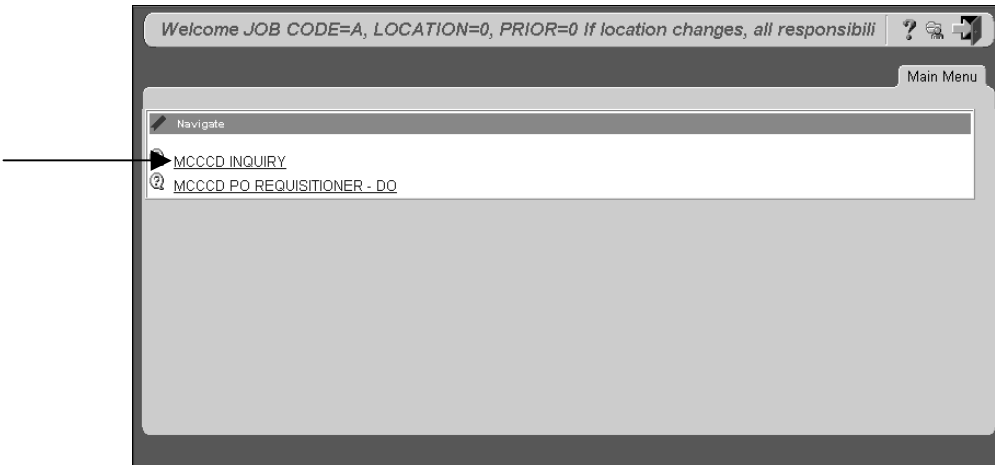 Welcome JOB CODE=A, LOCATION=0, PRIOR=0 If location changes, all responsibili
Main Menu
Navigate
MCCCD INQUIRY
MCCCD PO REQUISITIONER - DO